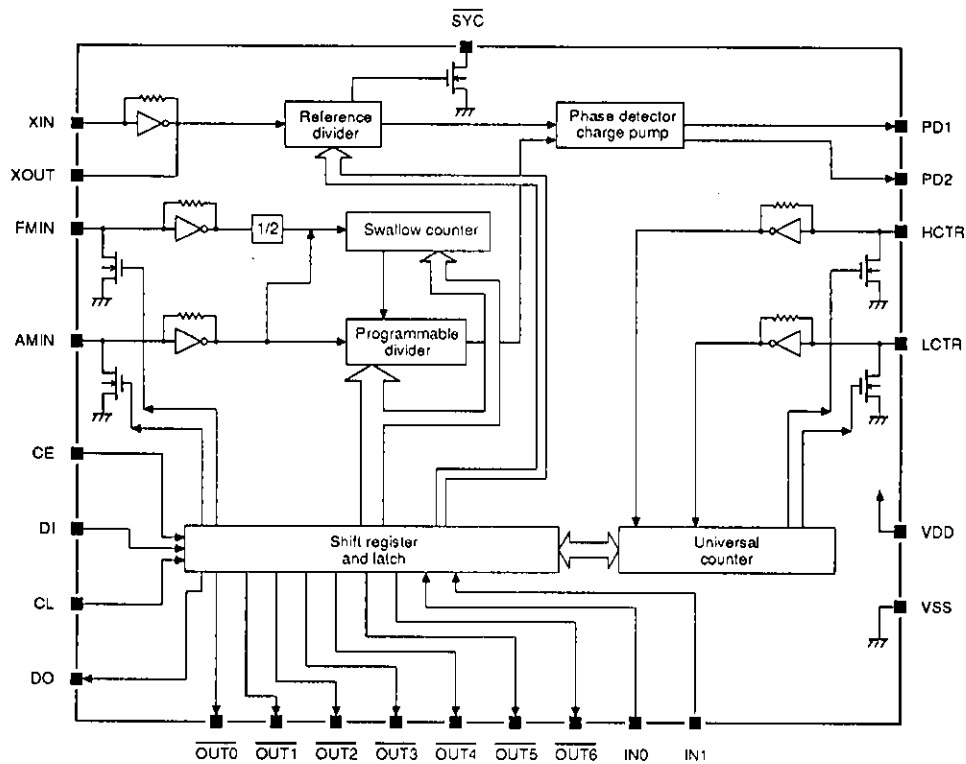 SYC
XIN
XOUT
Reference
divider
Phase detector
charge pump
PD1
PD2
FMIN
1/2
Swallow counter
HCTR
AMIN
Programmable
divider
LCTR
CE
DI
CL
DO
Shift register
and latch
Universal
counter
VDD
VSS
OUT0 OUT1 OUT2 OUT3 OUT4 OUT5 OUT6 IN0 IN1